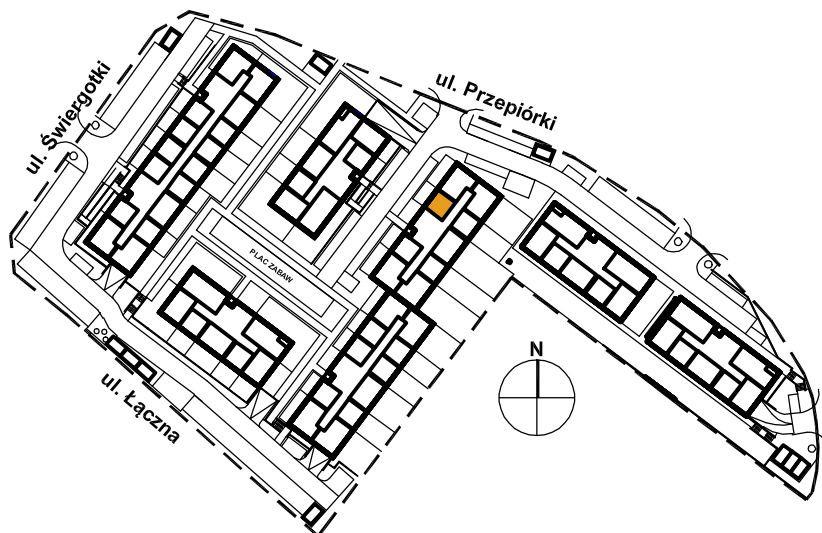 ul. Świergotki
ul. Przepiórki
PLAC ZABAW
N
ul. Łączna